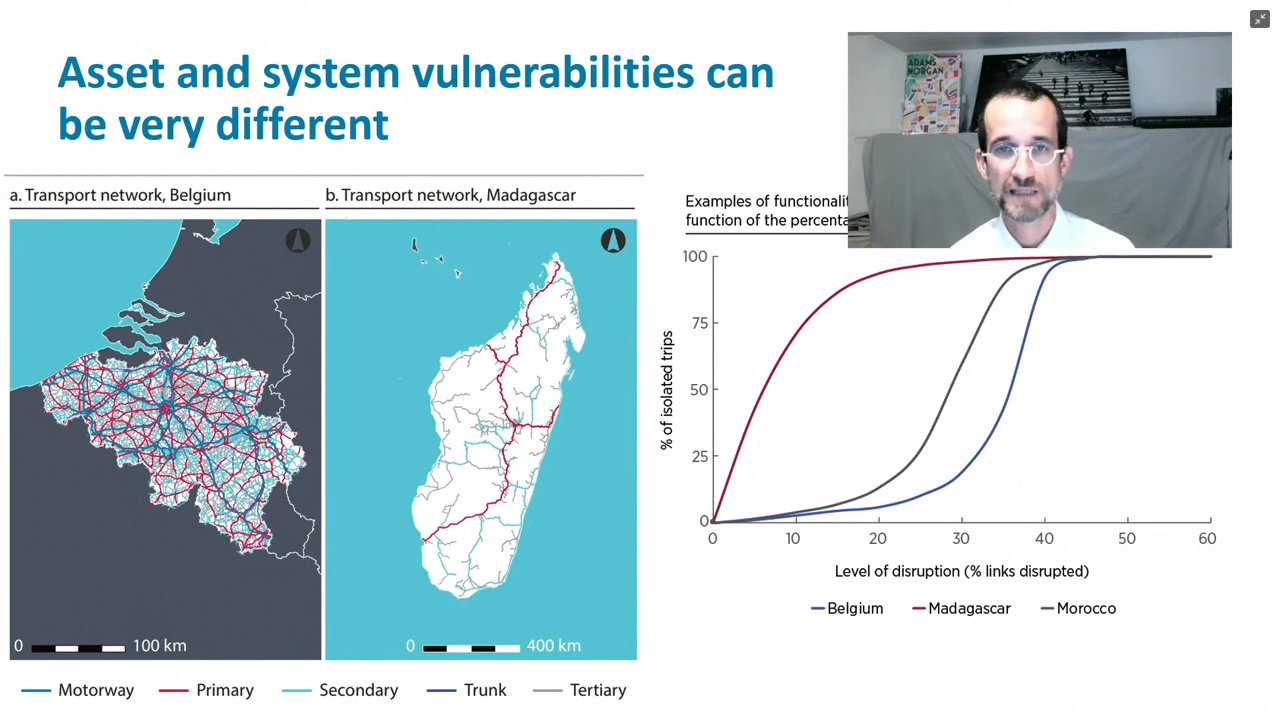 Asset and system vulnerabilities can
be very different
ADAMS
MORGAN
a. Transport network, Belgium
b. Transport network, Madagascar
Examples of
function of the
100
75
50
25
0
% of isolated trips
0 10 20 30 40 50 60
Level of disruption (% links disrupted)
Belgium Madagascar Morocco
0 100 km
0 400 km
Motorway Primary Secondary Trunk Tertiary